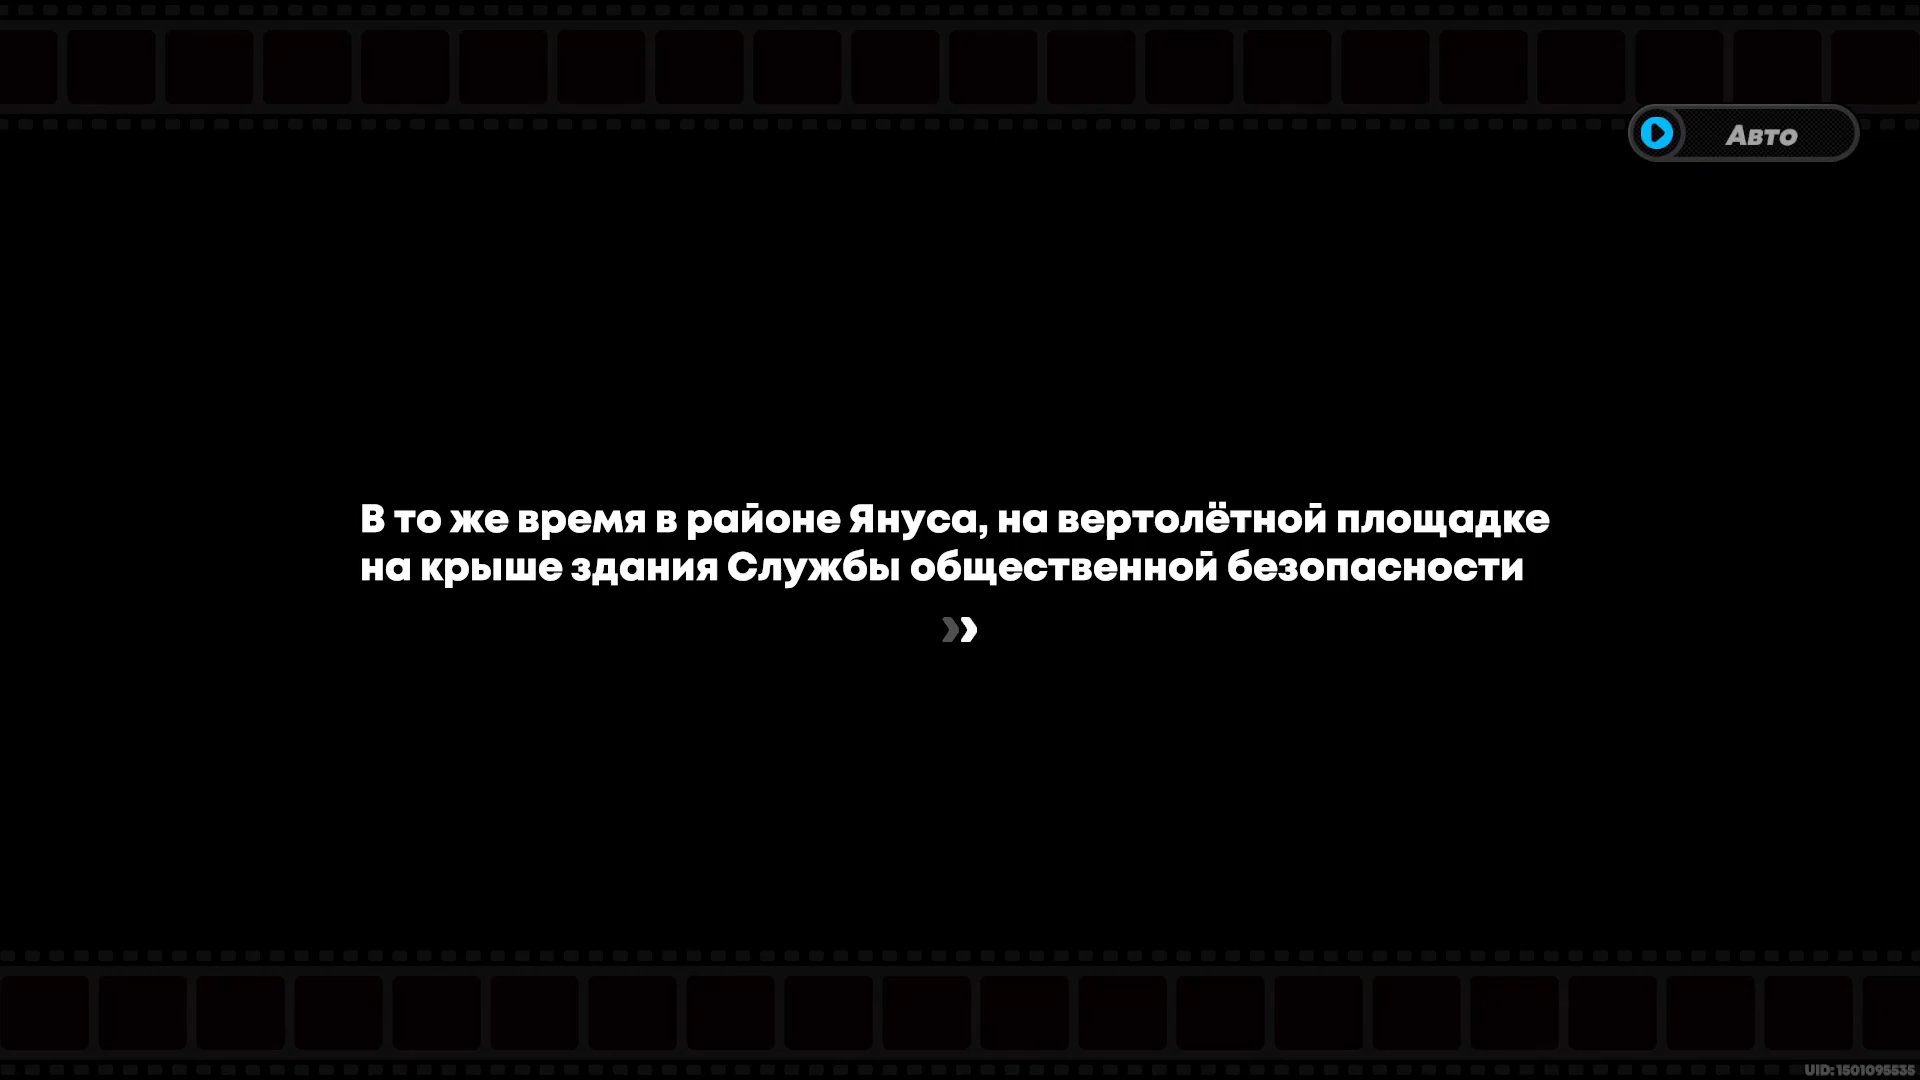 Авто
В то же время в районе Януса, на вертолётной площадке
на крыше здания Службы общественной безопасности
UID: 1501095535